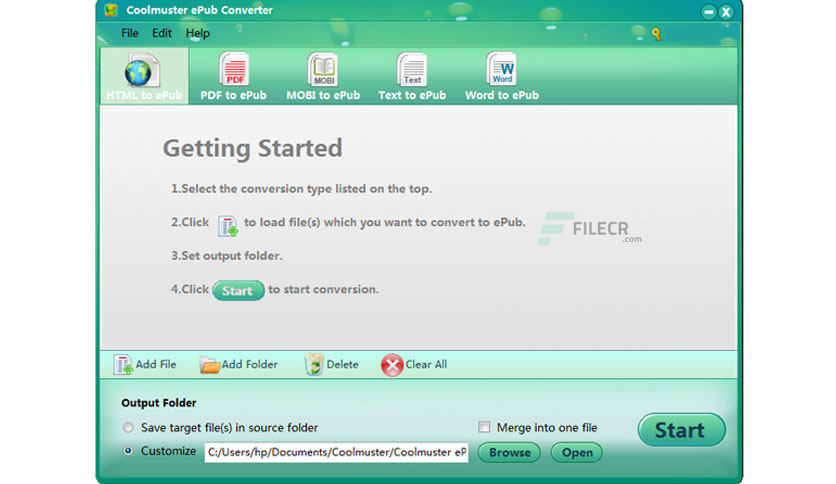 Coolmuster ePub Converter
File Edit Help
HTML to ePub PDF to ePub MOBI to ePub Text to ePub Word to ePub
PDF MOBI Text Word
Getting Started
1.Select the conversion type listed on the top.
2.Click to load file(s) which you want to convert to ePub.
FILECR
.com
3.Set output folder.
4.Click Start to start conversion.
Add File Add Folder Delete Clear All
Output Folder
Save target file(s) in source folder Merge into one file
Start
Customize C:/Users/hp/Documents/Coolmuster/Coolmuster eP Browse Open